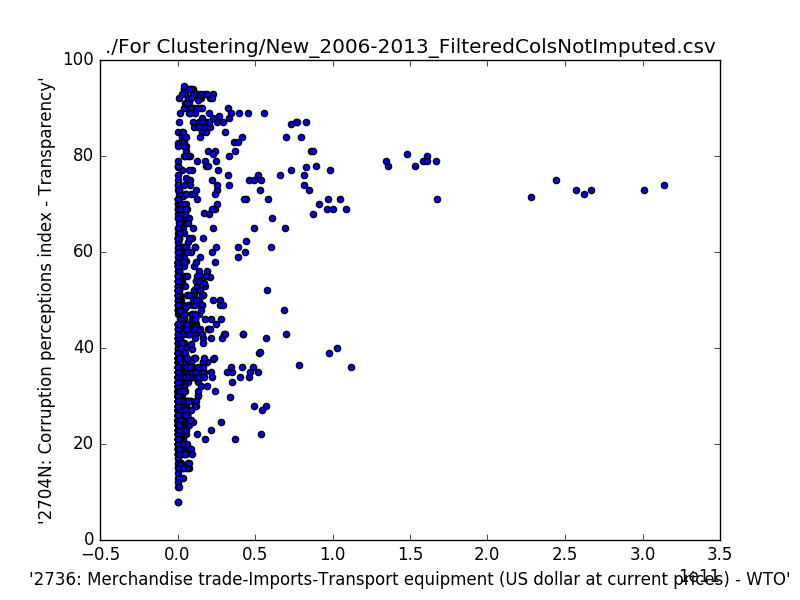 ./For Clustering/New_2006-2013_FilteredColsNotImputed.csv
'2704N: Corruption perceptions index - Transparency'
100
80
60
40
20
0
−0.5 0.0 0.5 1.0 1.5 2.0 2.5 3.0 3.5
1e11
'2736: Merchandise trade-Imports-Transport equipment (US dollar at current prices) - WTO'